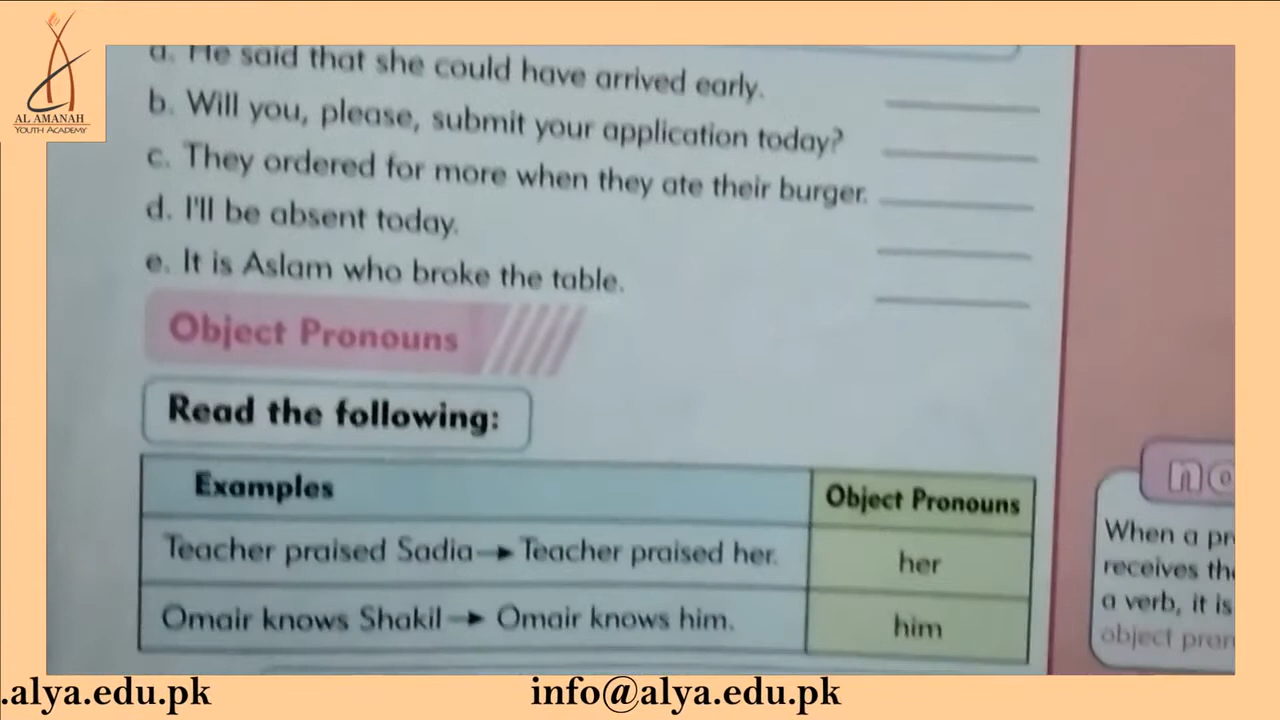 AL AMANAH
YOUTH ACADEMY
a. He said that she could have arrived early.
b. Will you, please, submit your application today?
c. They ordered for more when they ate their burger.
d. I'll be absent today.
e. It is Aslam who broke the table.
Object Pronouns
Read the following:
Examples Object Pronouns
Teacher praised Sadia → Teacher praised her. her
Omair knows Shakil → Omair knows him. him
When a
receives
a verb, it is
object
.alya.edu.pk info@alya.edu.pk